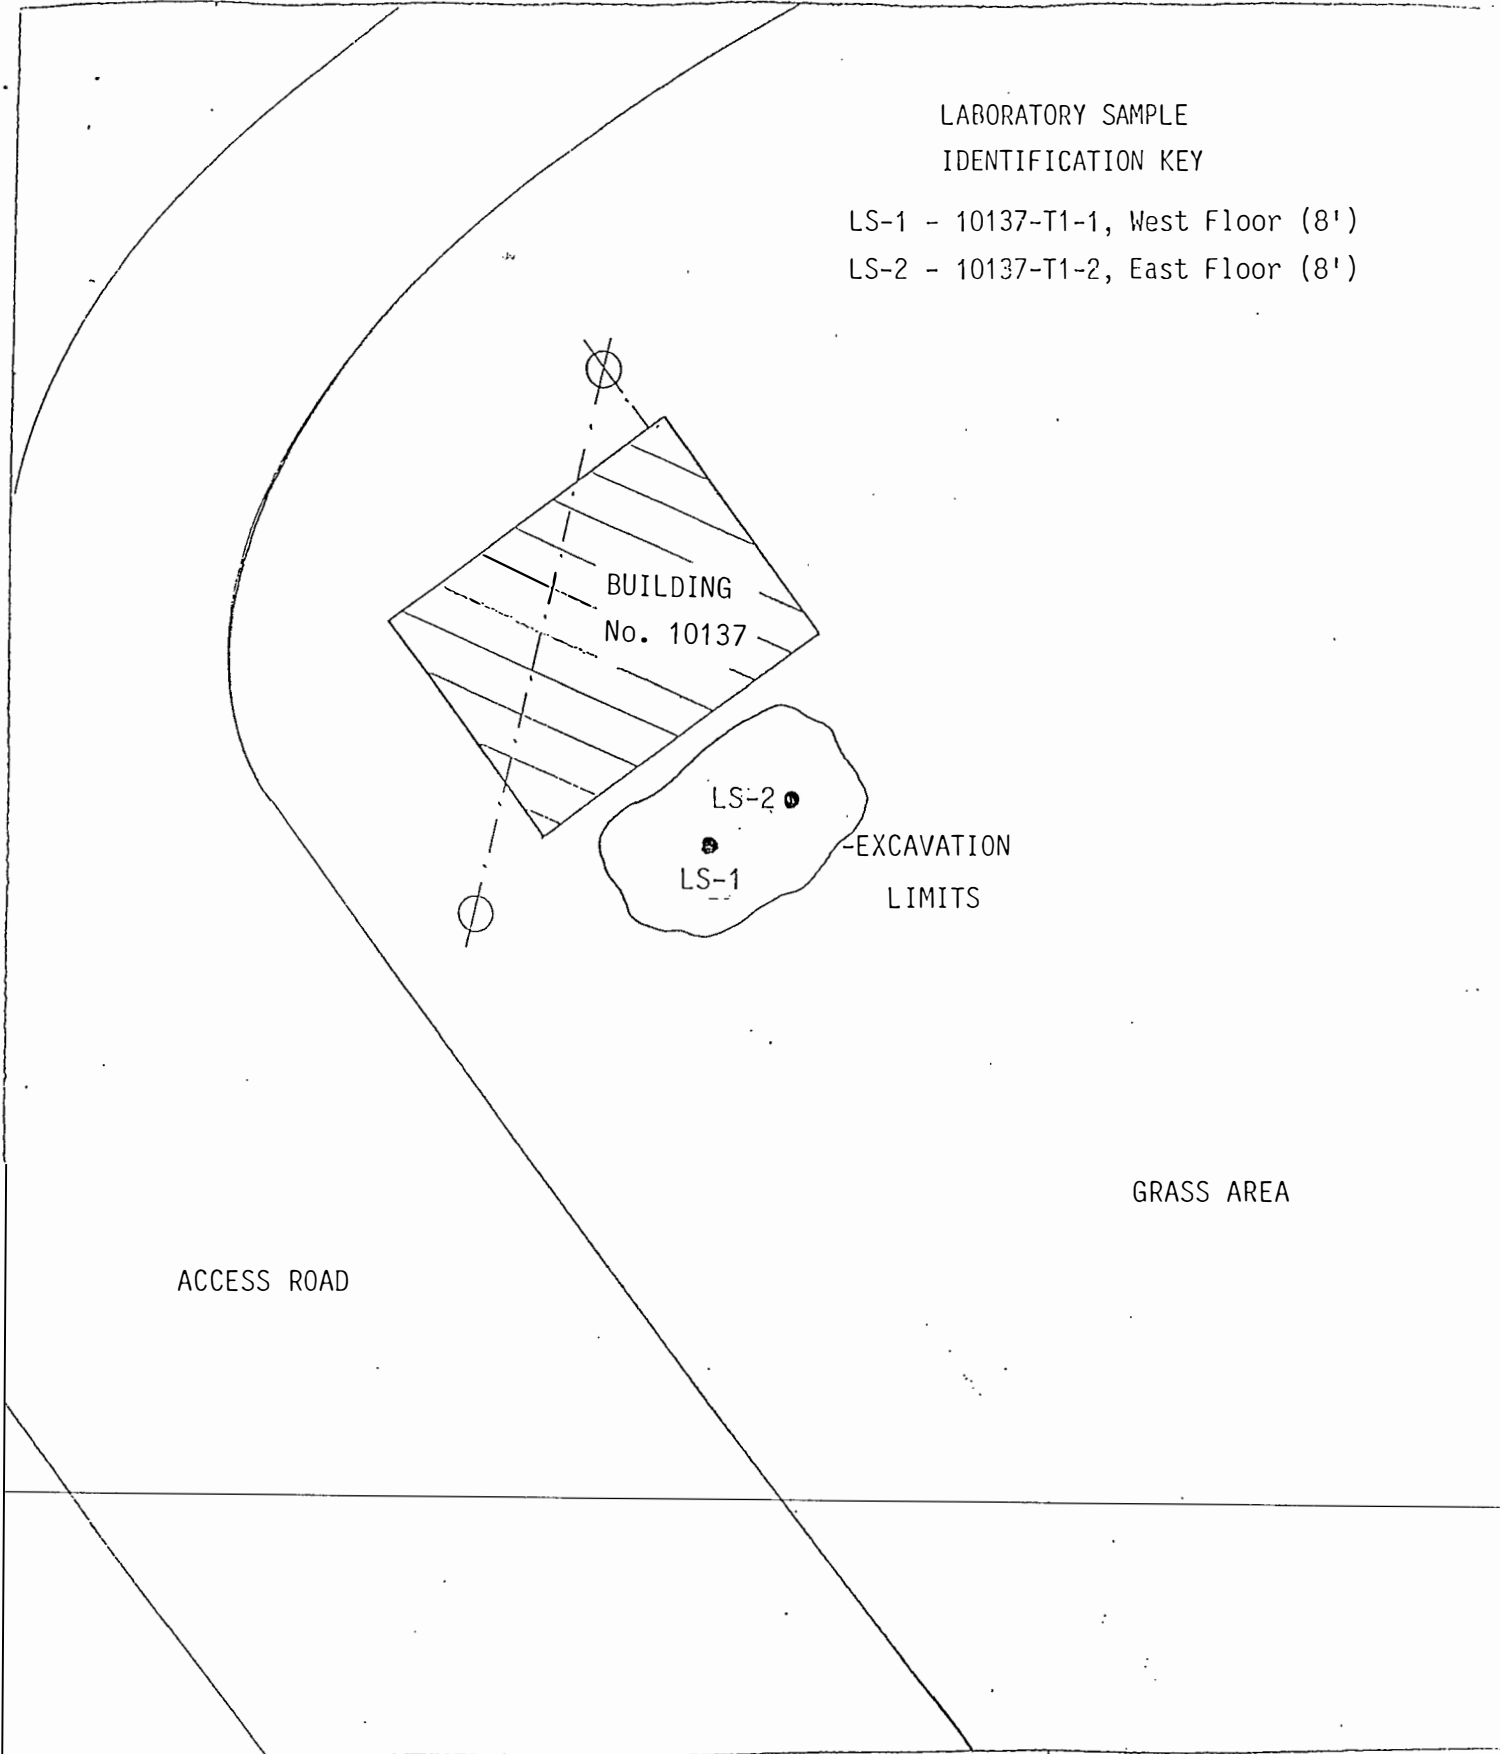 LABORATORY SAMPLE
IDENTIFICATION KEY
LS-1 - 10137-T1-1, West Floor (8')
LS-2 - 10137-T1-2, East Floor (8')
BUILDING
No. 10137
LS-2
LS-1
-EXCAVATION
LIMITS
GRASS AREA
ACCESS ROAD